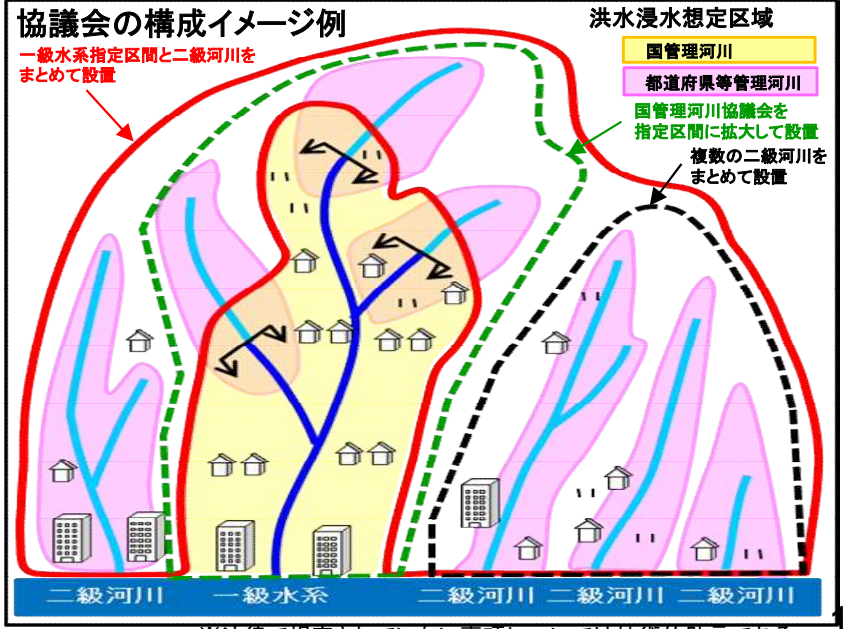 協議会の構成イメージ例
一級水系指定区間と二級河川を
まとめて設置
洪水浸水想定区域
国管理河川
都道府県等管理河川
国管理河川協議会を
指定区間に拡大して設置
複数の二級河川を
まとめて設置
二級河川
一級水系
二級河川
二級河川
二級河川